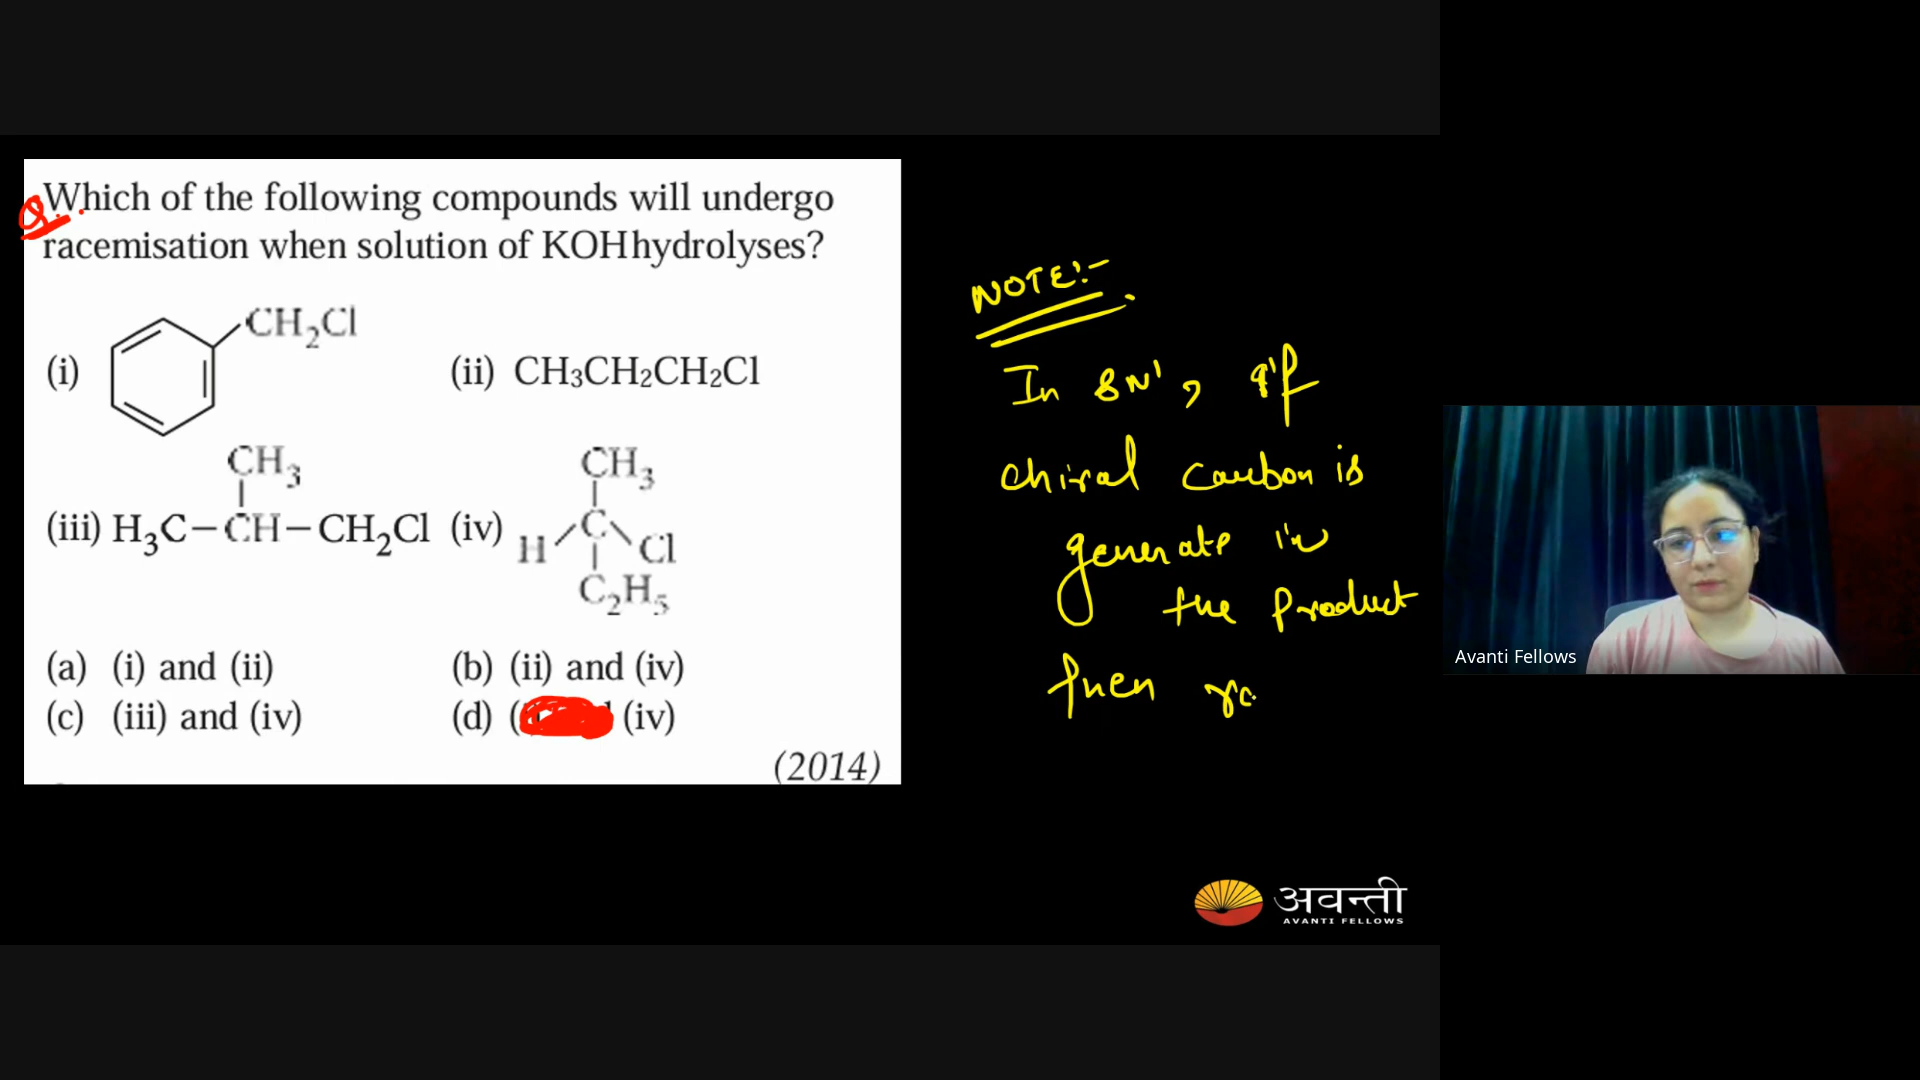 Q.
Which of the following compounds will undergo
racemisation when solution of KOH hydrolyses?
(i) CH₂Cl
(ii) CH₃CH₂CH₂Cl
CH₃
(iii) H₃C–CH–CH₂Cl
(iv) CH₃
H C Cl
C₂H₅
(a) (i) and (ii)
(b) (ii) and (iv)
(c) (iii) and (iv)
(d) ( (iv)
(2014)
NOTE:-
In SN¹, if
chiral carbon is
generate in
the product
then
Avanti Fellows
अवन्ती
AVANTI FELLOWS